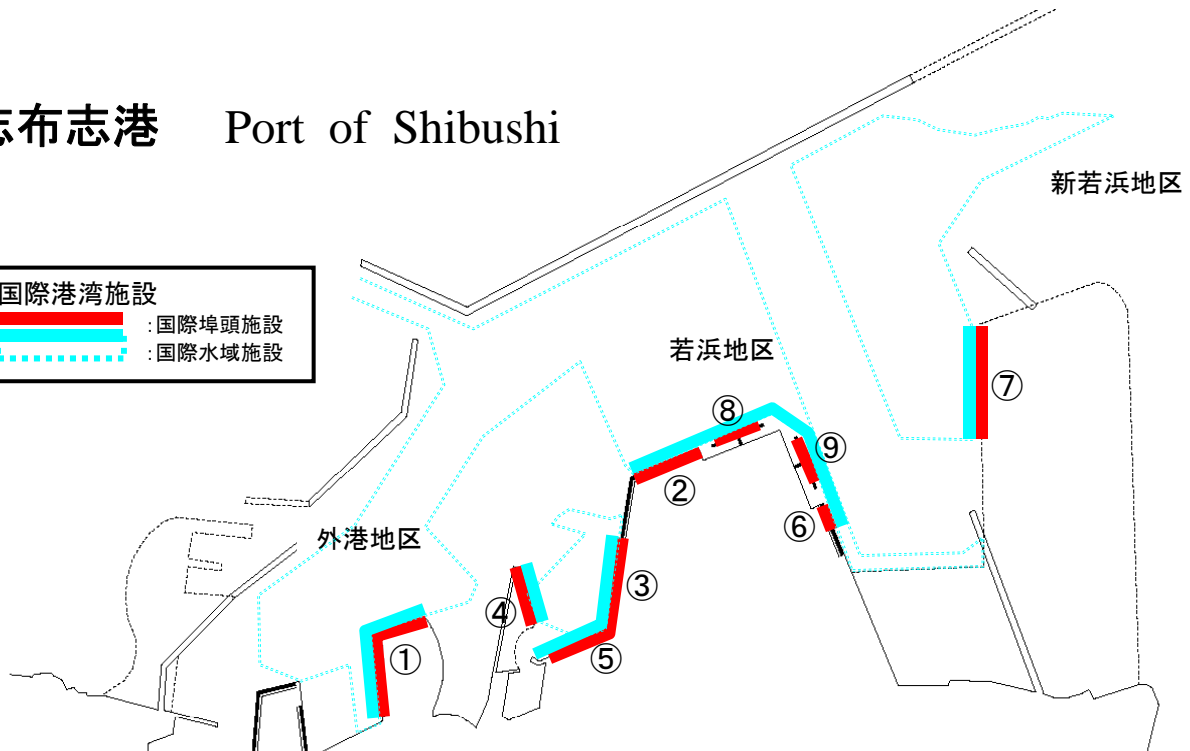 志布志港 Port of Shibushi
新若浜地区
国際港湾施設
:国際埠頭施設
:国際水域施設
若浜地区
⑦
⑧
⑨
②
⑥
外港地区
③
④
⑤
①